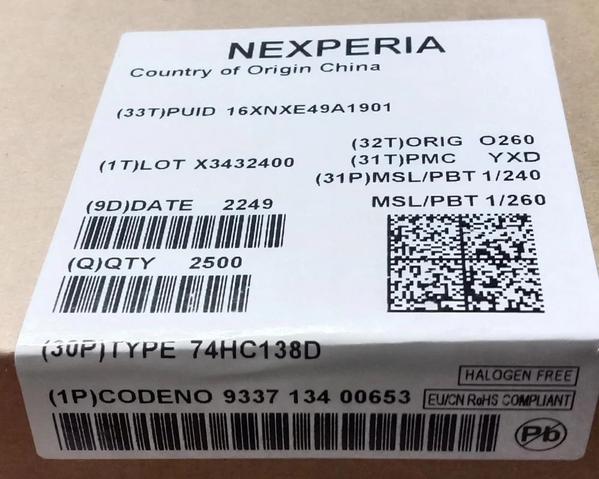 NEXPERIA
Country of Origin China
(33T)PUID 16XNXE49A1901
(32T)ORIG O260
(1T)LOT X3432400
(31T)PMC YXD
(31P)MSL/PBT 1/240
(9D)DATE 2249
MSL/PBT 1/260
(Q)QTY 2500
(30P)TYPE 74HC138D
HALOGEN FREE
(1P)CODENO 9337 134 00653
EU/CN RoHS COMPLIANT
Pb